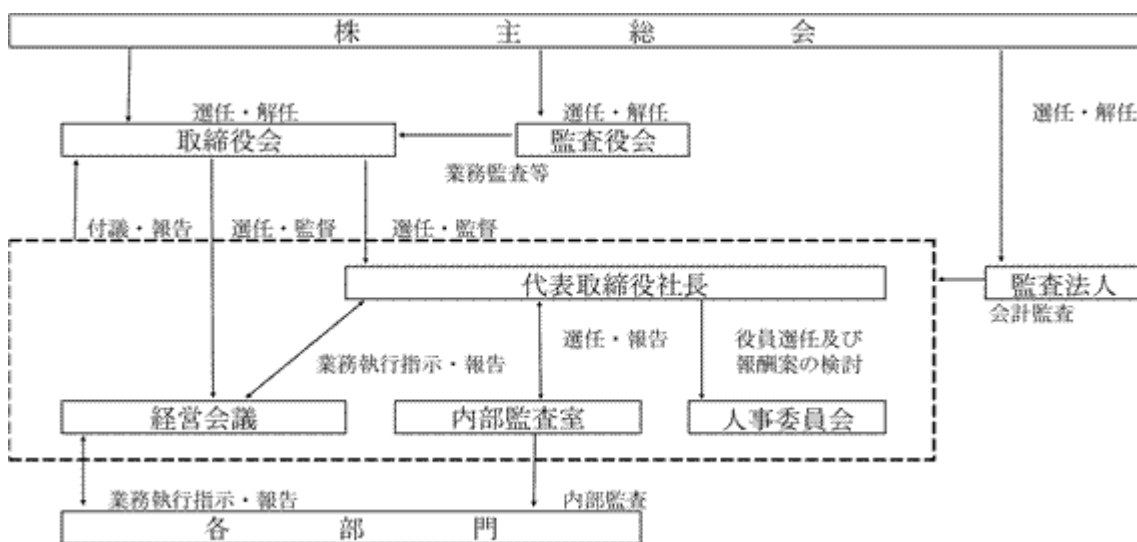 株主総会
選任・解任
選任・解任
選任・解任
取締役会
監査役会
業務監査等
付議・報告
選任・監督
選任・監督
代表取締役社長
監査法人
会計監査
選任・報告
役員選任及び
報酬案の検討
業務執行指示・報告
経営会議
内部監査室
人事委員会
業務執行指示・報告
内部監査
各部門